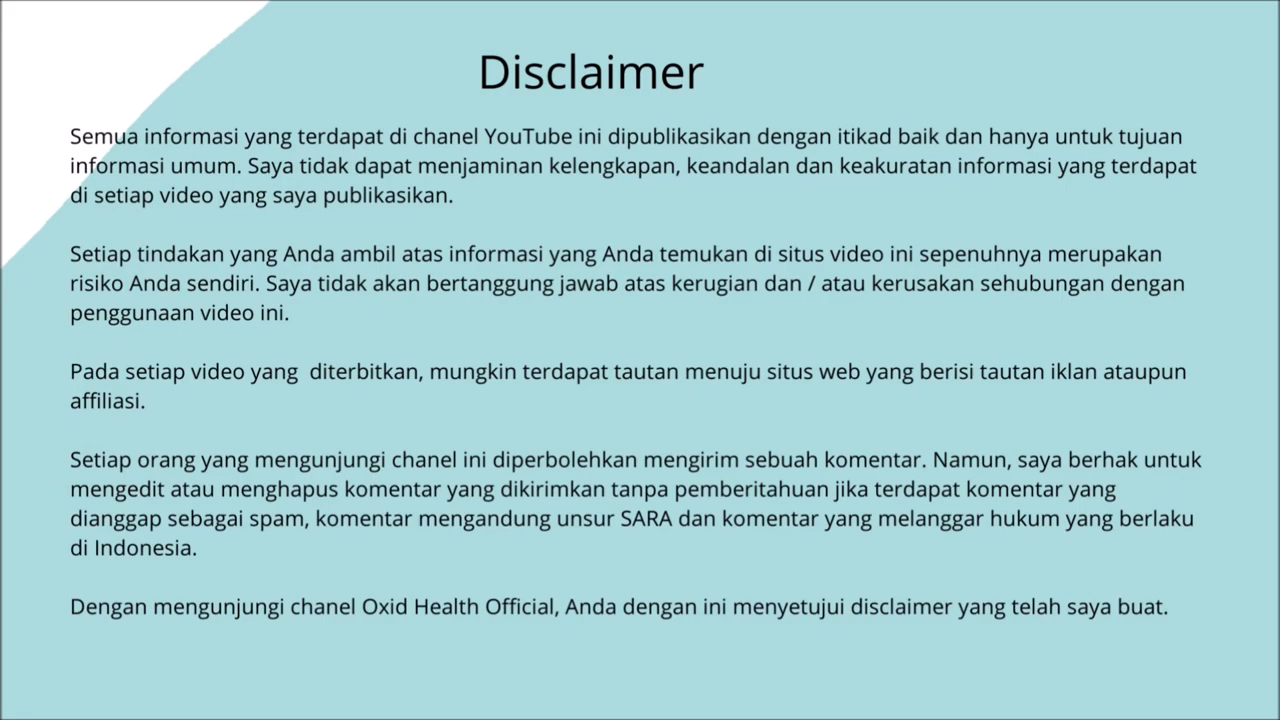 Disclaimer
Semua informasi yang terdapat di chanel YouTube ini dipublikasikan dengan itikad baik dan hanya untuk tujuan
informasi umum. Saya tidak dapat menjaminan kelengkapan, keandalan dan keakuratan informasi yang terdapat
di setiap video yang saya publikasikan.
Setiap tindakan yang Anda ambil atas informasi yang Anda temukan di situs video ini sepenuhnya merupakan
risiko Anda sendiri. Saya tidak akan bertanggung jawab atas kerugian dan / atau kerusakan sehubungan dengan
penggunaan video ini.
Pada setiap video yang  diterbitkan, mungkin terdapat tautan menuju situs web yang berisi tautan iklan ataupun
affiliasi.
Setiap orang yang mengunjungi chanel ini diperbolehkan mengirim sebuah komentar. Namun, saya berhak untuk
mengedit atau menghapus komentar yang dikirimkan tanpa pemberitahuan jika terdapat komentar yang
dianggap sebagai spam, komentar mengandung unsur SARA dan komentar yang melanggar hukum yang berlaku
di Indonesia.
Dengan mengunjungi chanel Oxid Health Official, Anda dengan ini menyetujui disclaimer yang telah saya buat.